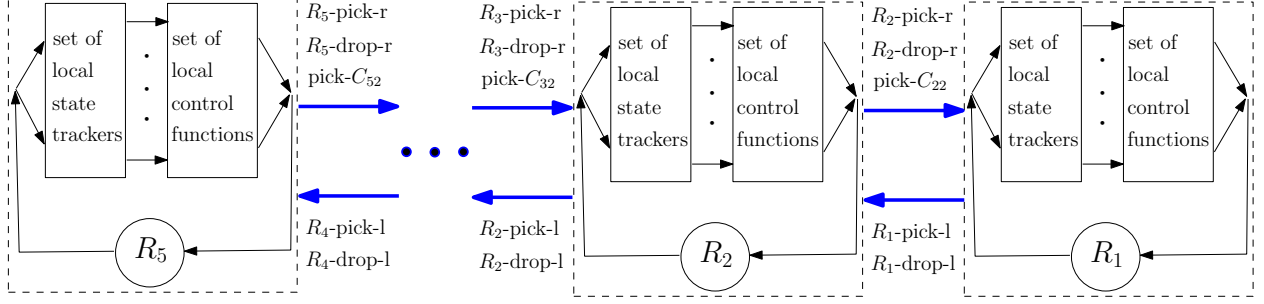 set of
local
state
trackers
set of
local
control
functions
R₅
R₅-pick-r
R₅-drop-r
pick-C₅₂
R₄-pick-l
R₄-drop-l
R₃-pick-r
R₃-drop-r
pick-C₃₂
R₂-pick-l
R₂-drop-l
set of
local
state
trackers
set of
local
control
functions
R₂
R₂-pick-r
R₂-drop-r
pick-C₂₂
R₁-pick-l
R₁-drop-l
set of
local
state
trackers
set of
local
control
functions
R₁